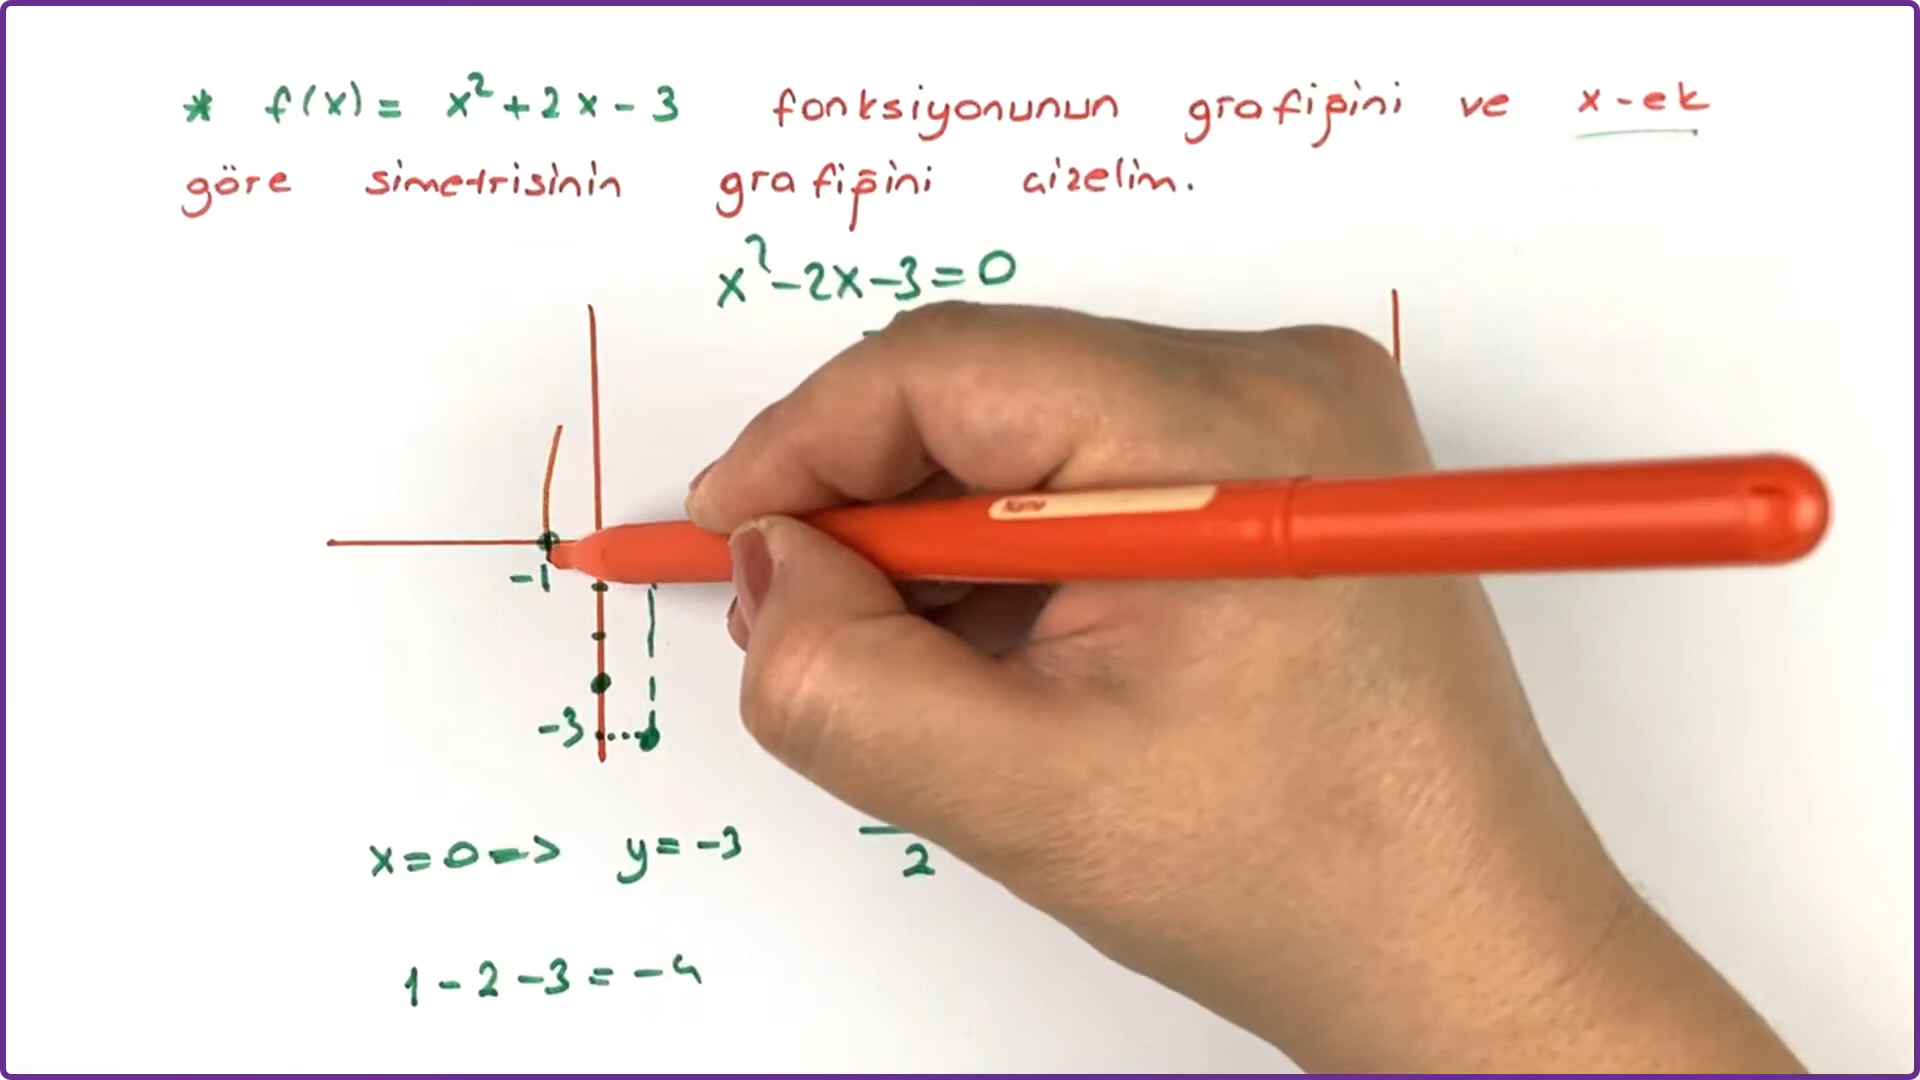 * f(x) = x² + 2x - 3 fonksiyonunun grafiğini ve x-ek
göre simetrisinin grafiğini çizelim.
x² - 2x - 3 = 0
-1
-3
x = 0 => y = -3
2
1 - 2 - 3 = -4